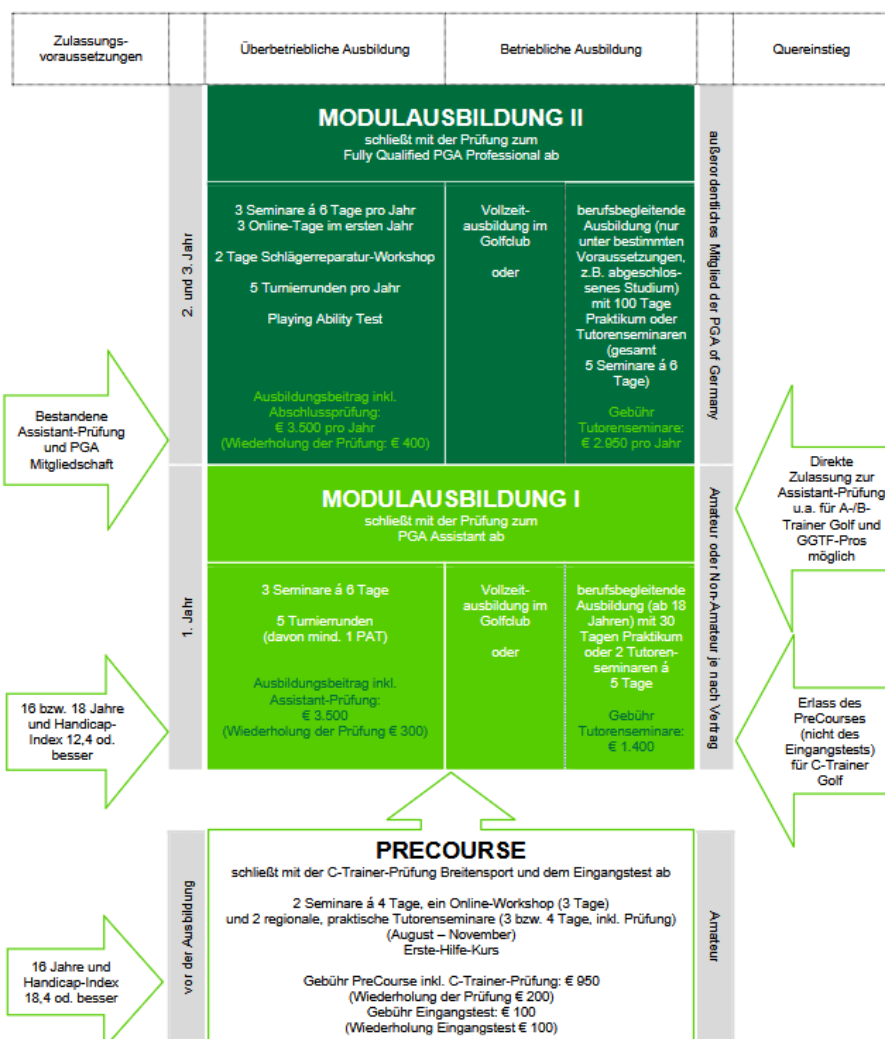 Zulassungs-
voraussetzungen
Überbetriebliche Ausbildung
Betriebliche Ausbildung
Quereinstieg
MODULAUSBILDUNG II
schließt mit der Prüfung zum
Fully Qualified PGA Professional ab
2. und 3. Jahr
3 Seminare á 6 Tage pro Jahr
3 Online-Tage im ersten Jahr
2 Tage Schlägerreparatur-Workshop
5 Turnierrunden pro Jahr
Playing Ability Test
Ausbildungsbeitrag inkl.
Abschlussprüfung:
€ 3.500 pro Jahr
(Wiederholung der Prüfung: € 400)
Vollzeit-
ausbildung im
Golfclub
oder
berufsbegleitende
Ausbildung (nur
unter bestimmten
Voraussetzungen,
z.B. abgeschlos-
senes Studium)
mit 100 Tage
Praktikum oder
Tutorenseminaren
(gesamt
5 Seminare á 6
Tage)
Gebühr
Tutorenseminare:
€ 2.950 pro Jahr
außerordentliches Mitglied der PGA of Germany
Bestandene
Assistant-Prüfung
und PGA
Mitgliedschaft
Direkte
Zulassung zur
Assistant-Prüfung
u.a. für A-/B-
Trainer Golf und
GGTF-Pros
möglich
MODULAUSBILDUNG I
schließt mit der Prüfung zum
PGA Assistant ab
1. Jahr
3 Seminare á 6 Tage
5 Turnierrunden
(davon mind. 1 PAT)
Ausbildungsbeitrag inkl.
Assistant-Prüfung:
€ 3.500
(Wiederholung der Prüfung € 300)
Vollzeit-
ausbildung im
Golfclub
oder
berufsbegleitende
Ausbildung (ab 18
Jahren) mit 30
Tagen Praktikum
oder 2 Tutoren-
seminaren á
5 Tage
Gebühr
Tutorenseminare:
€ 1.400
Amateur oder Non-Amateur je nach Vertrag
16 bzw. 18 Jahre
und Handicap-
Index 12,4 od.
besser
Erlass des
PreCourses
(nicht des
Eingangstests)
für C-Trainer
Golf
PRECOURSE
schließt mit der C-Trainer-Prüfung Breitensport und dem Eingangstest ab
vor der Ausbildung
2 Seminare á 4 Tage, ein Online-Workshop (3 Tage)
und 2 regionale, praktische Tutorenseminare (3 bzw. 4 Tage, inkl. Prüfung)
(August – November)
Erste-Hilfe-Kurs
Gebühr PreCourse inkl. C-Trainer-Prüfung: € 950
(Wiederholung der Prüfung € 200)
Gebühr Eingangstest: € 100
(Wiederholung Eingangstest € 100)
Amateur
16 Jahre und
Handicap-Index
18,4 od. besser